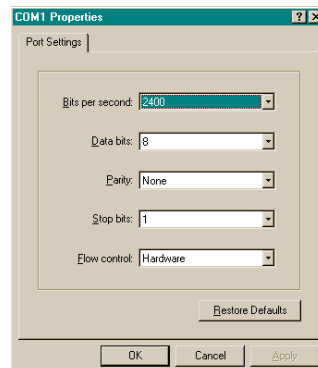 COM1 Properties
Port Settings
Bits per second: 2400
Data bits: 8
Parity: None
Stop bits: 1
Flow control: Hardware
Restore Defaults
OK Cancel Apply